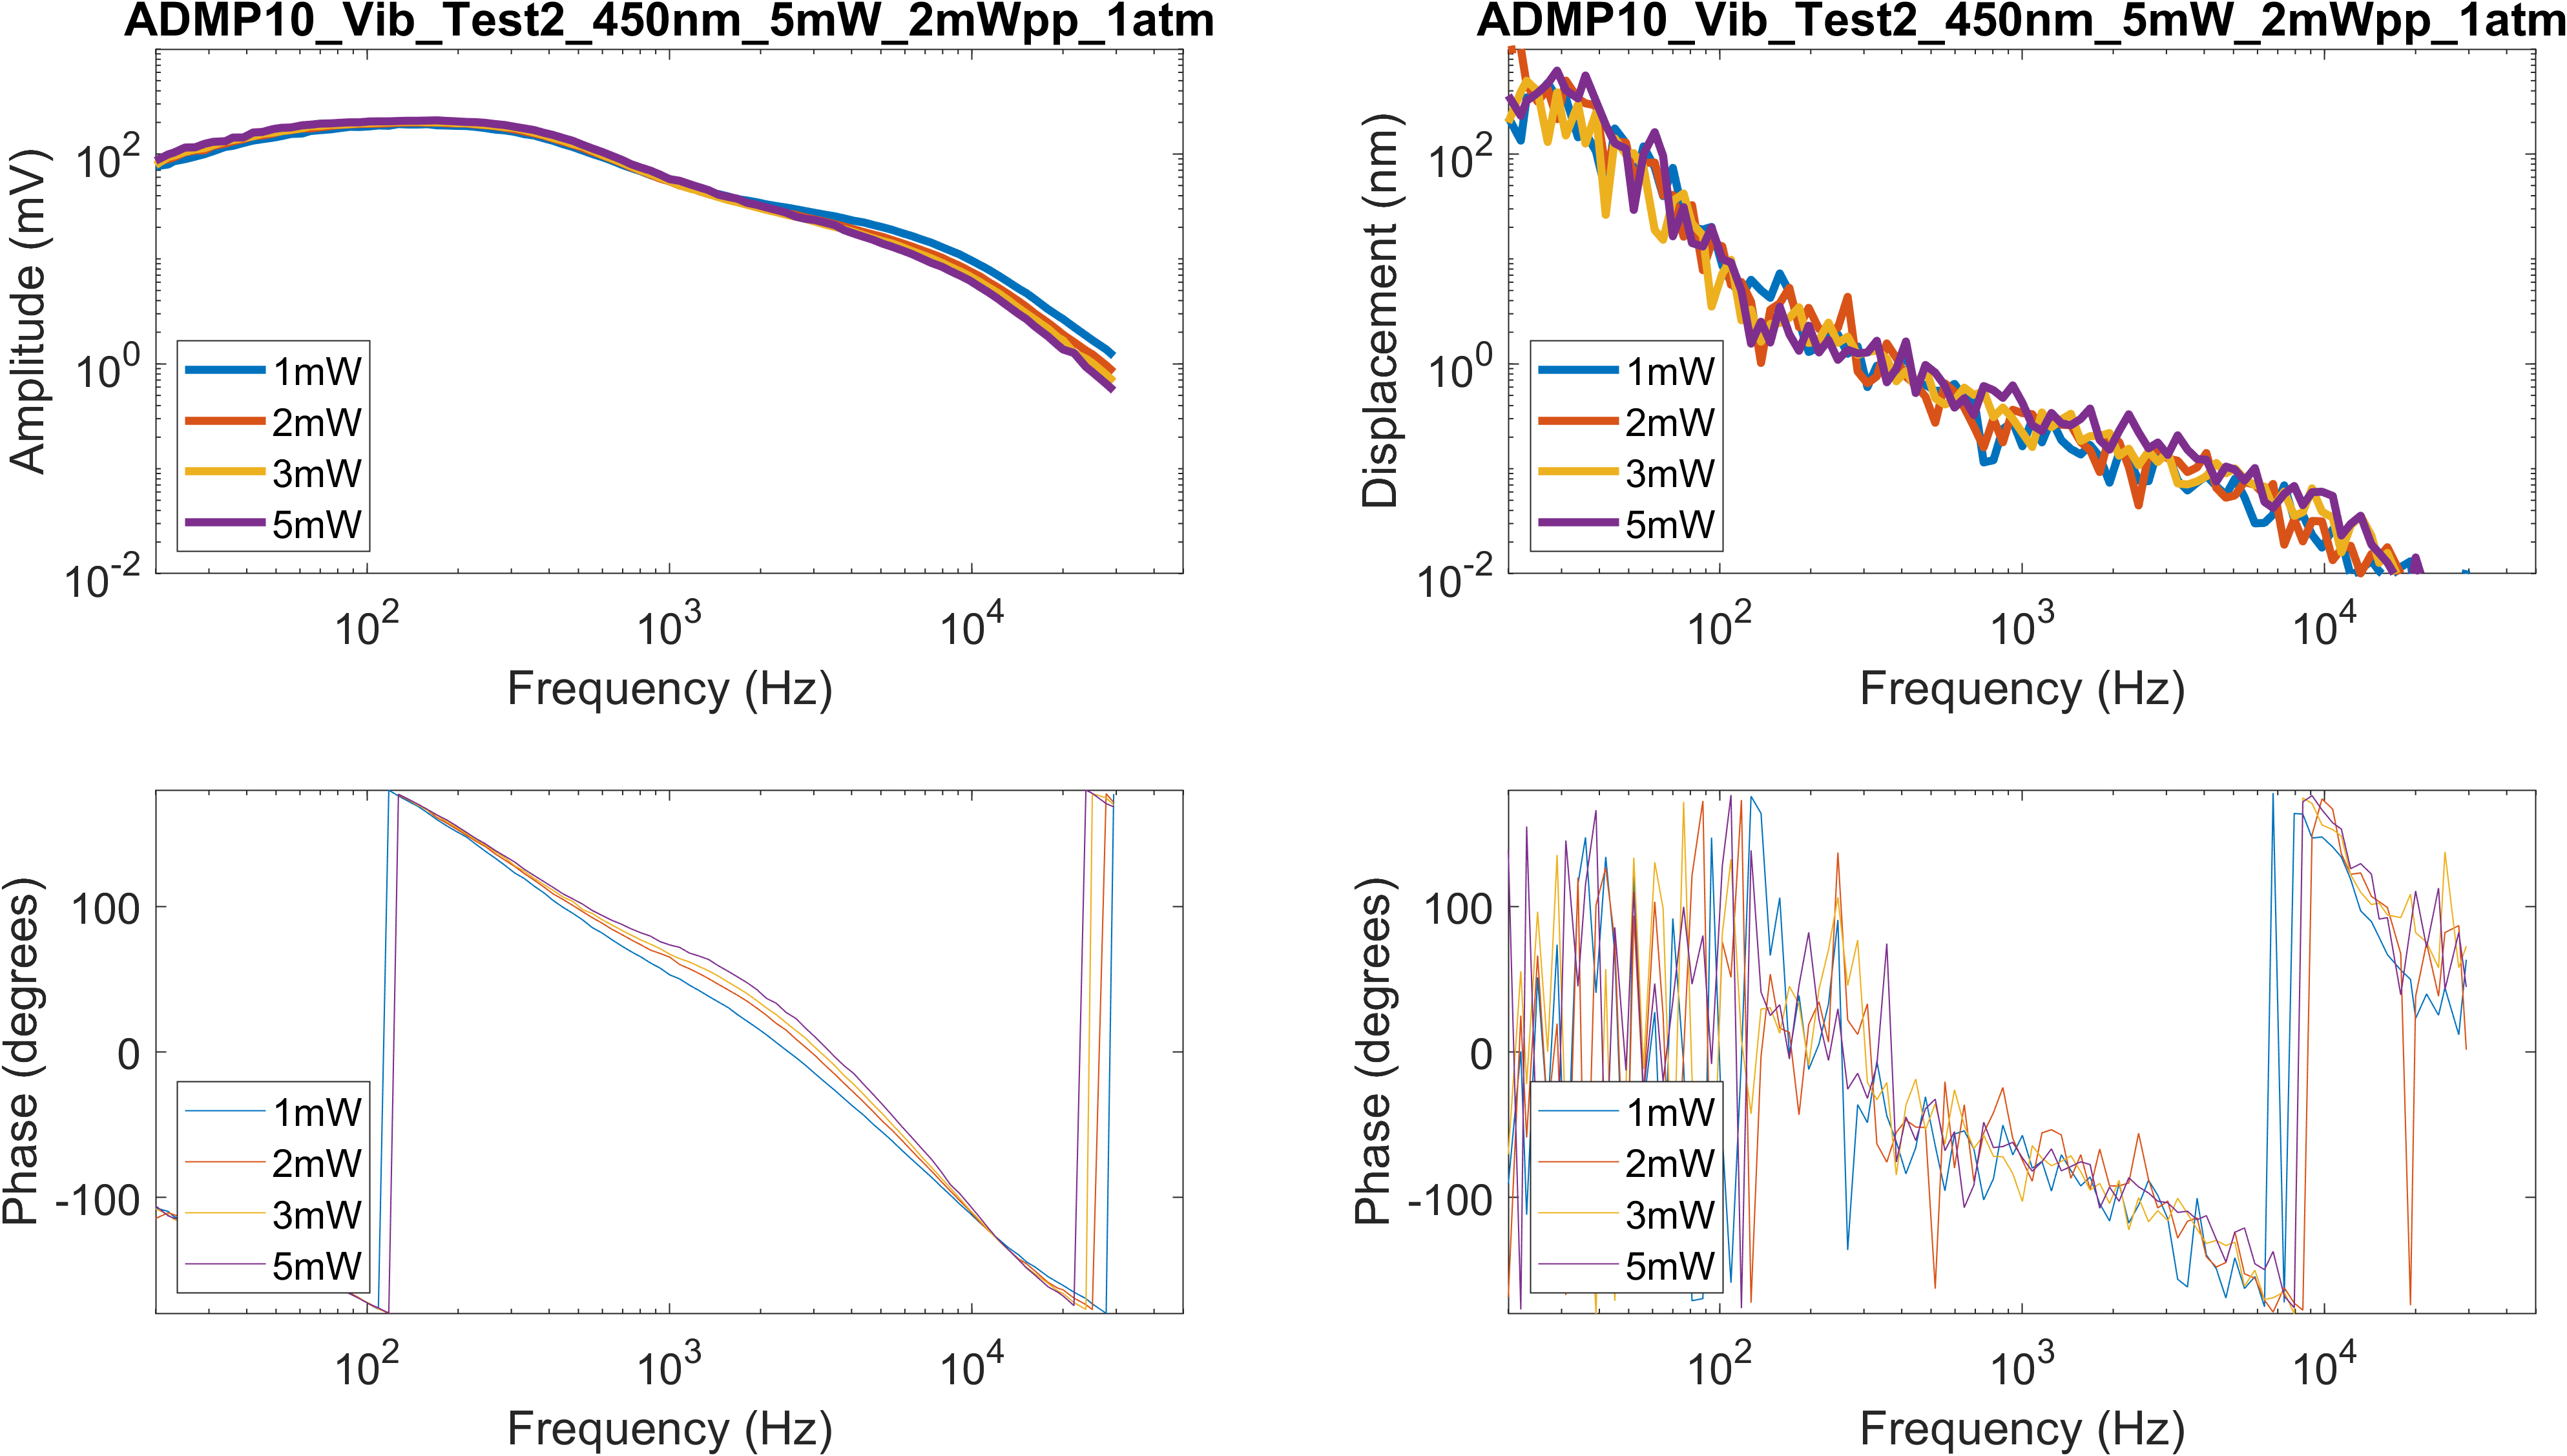 ADMP10_Vib_Test2_450nm_5mW_2mWpp_1atm
Amplitude (mV)
10^2
10^0
10^-2
1mW
2mW
3mW
5mW
10^2 10^3 10^4
Frequency (Hz)
ADMP10_Vib_Test2_450nm_5mW_2mWpp_1atm
Displacement (nm)
10^2
10^0
10^-2
1mW
2mW
3mW
5mW
10^2 10^3 10^4
Frequency (Hz)
Phase (degrees)
100
0
-100
1mW
2mW
3mW
5mW
10^2 10^3 10^4
Frequency (Hz)
Phase (degrees)
100
0
-100
1mW
2mW
3mW
5mW
10^2 10^3 10^4
Frequency (Hz)